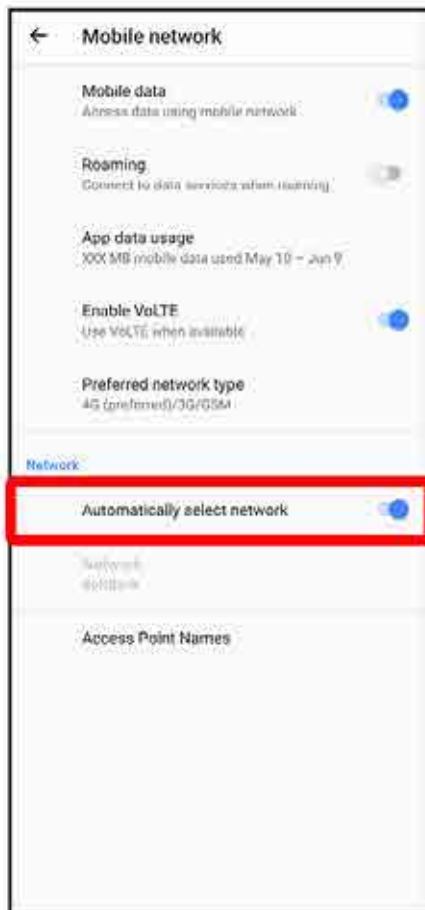 Mobile network
Mobile data
Access data using mobile network
Roaming
Connect to data services when roaming
App data usage
XXX MB mobile data used May 10 – Jun 9
Enable VoLTE
Use VoLTE when available
Preferred network type
4G (preferred)/3G/GSM
Network
Automatically select network
Network
SoftBank
Access Point Names